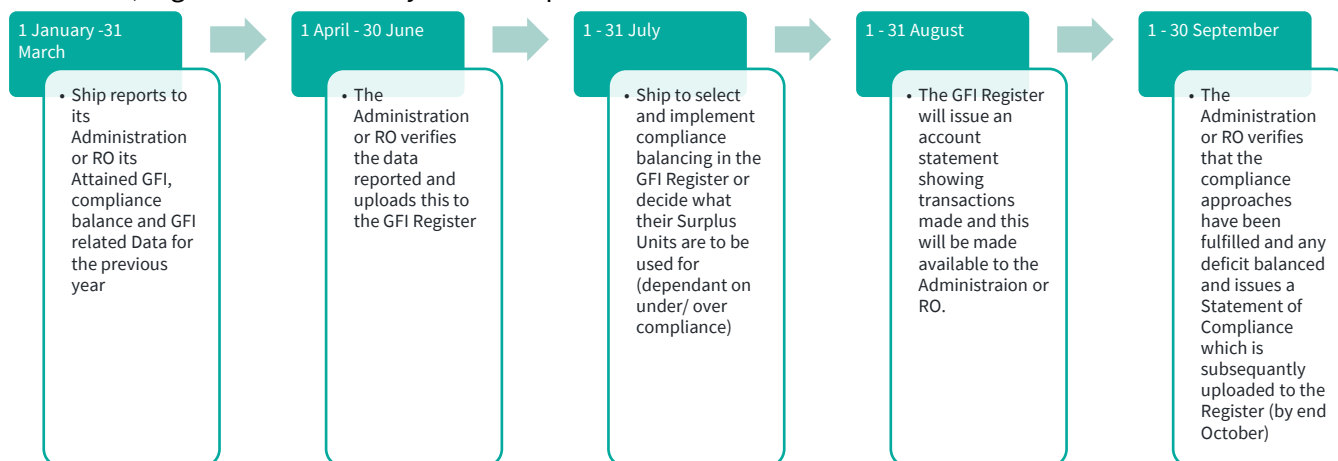 1 January -31
March
• Ship reports to
its
Administration
or RO its
Attained GFI,
compliance
balance and GFI
related Data for
the previous
year
1 April - 30 June
• The
Administration
or RO verifies
the data
reported and
uploads this to
the GFI Register
1 - 31 July
• Ship to select
and implement
compliance
balancing in the
GFI Register or
decide what
their Surplus
Units are to be
used for
(dependant on
under/ over
compliance)
1 - 31 August
• The GFI Register
will issue an
account
statement
showing
transactions
made and this
will be made
available to the
Administraion or
RO.
1 - 30 September
• The
Administration
or RO verifies
that the
compliance
approaches
have been
fulfilled and any
deficit balanced
and issues a
Statement of
Compliance
which is
subsequantly
uploaded to the
Register (by end
October)